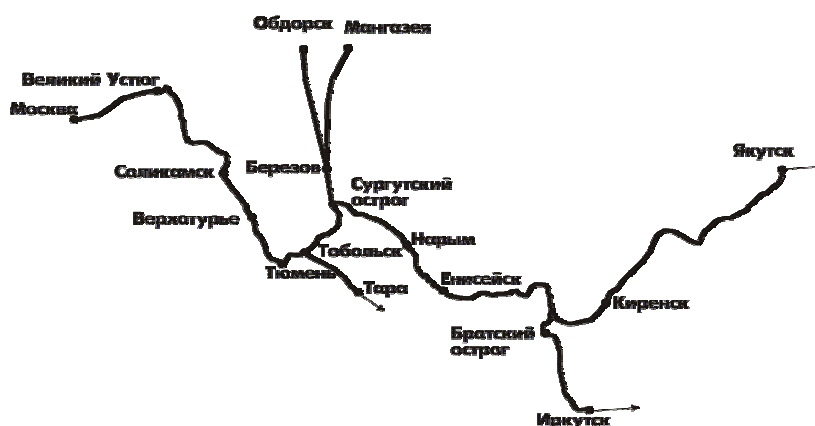 Обдорск
Мангазея
Великий Устюг
Москва
Якутск
Соликамск
Березов
Сургутский
острог
Верхотурье
Нарым
Тобольск
Тюмень
Енисейск
Тара
Киренск
Братский
острог
Иркутск